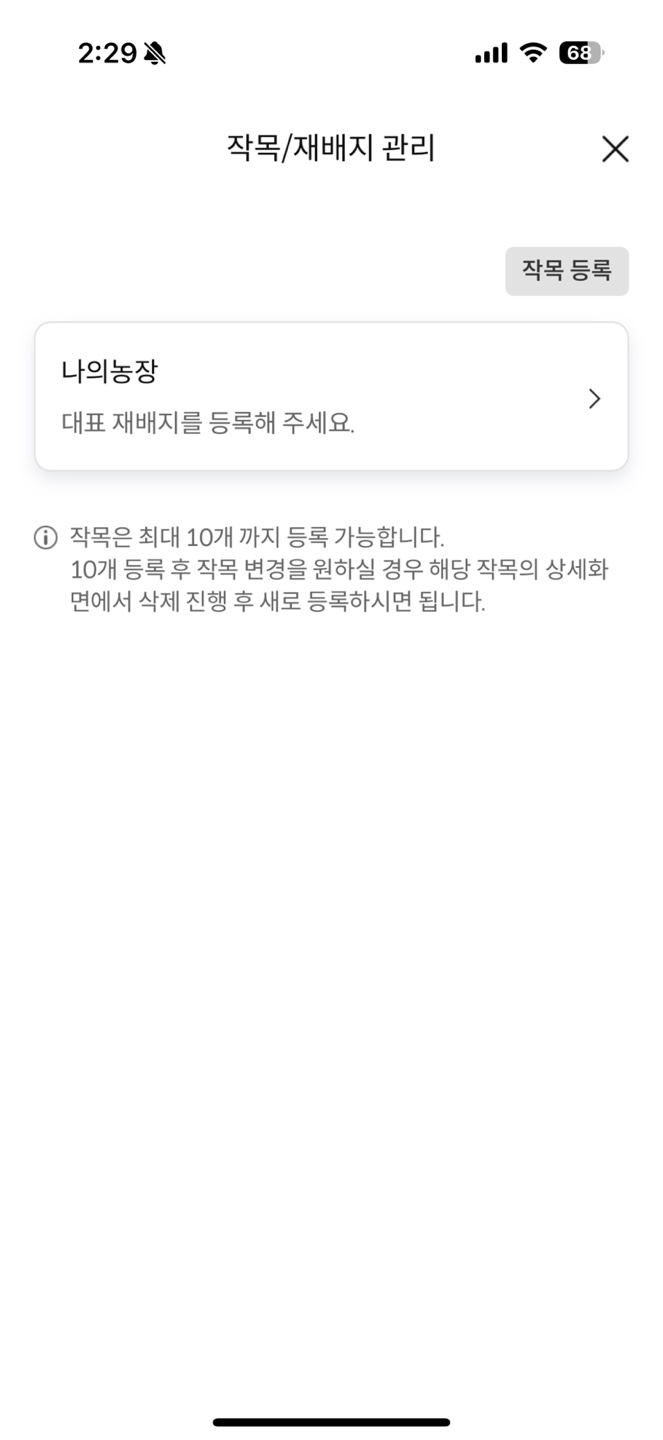 2:29
68
작목/재배지 관리
작목 등록
나의농장
대표 재배지를 등록해 주세요.
작목은 최대 10개 까지 등록 가능합니다.
10개 등록 후 작목 변경을 원하실 경우 해당 작목의 상세화
면에서 삭제 진행 후 새로 등록하시면 됩니다.